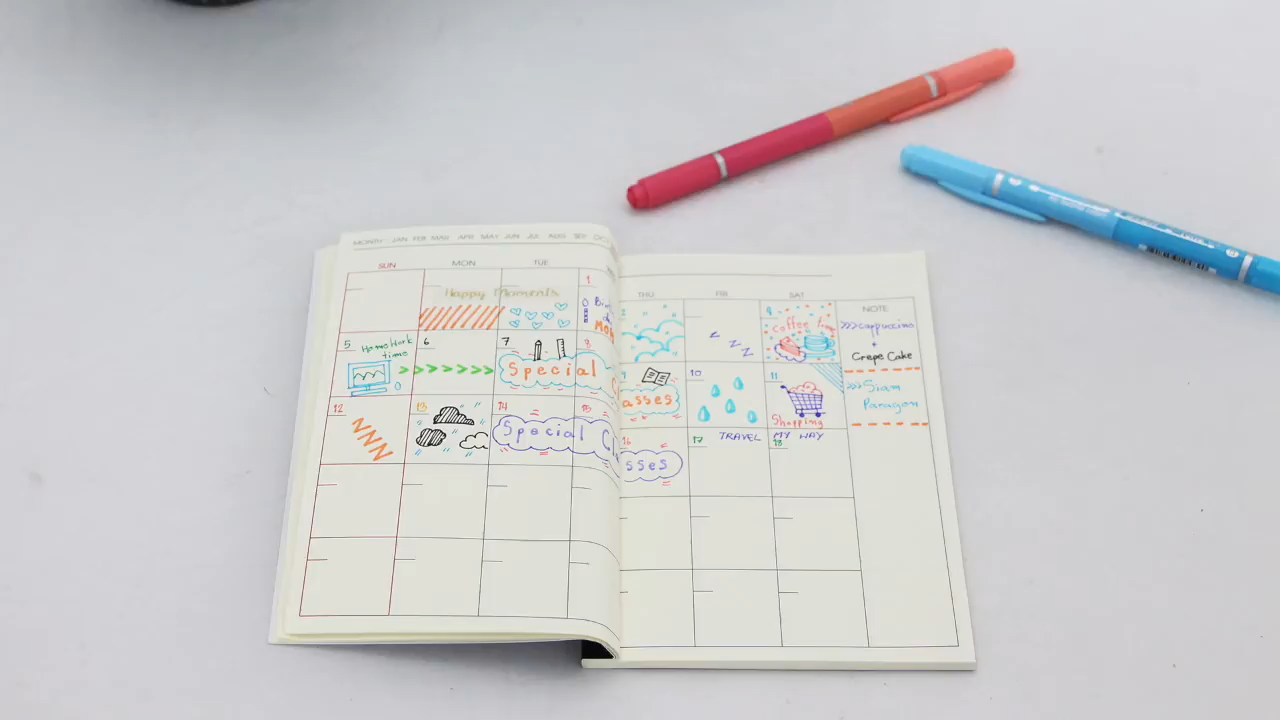 MONTH JAN FEB MAR APR MAY JUN JUL AUG SEP
SUN MON TUE THU FRI SAT NOTE
Happy Moments
1
4
Coffee time
Z Z Z
>>>Cappuccino
+
Crepe Cake
5 Homework time
6
7
8
Special
9
asses
10
11
Shopping
>>>Siam
Paragon
12
13
14
15
Special
16
sses
17
18
TRAVEL MY WAY